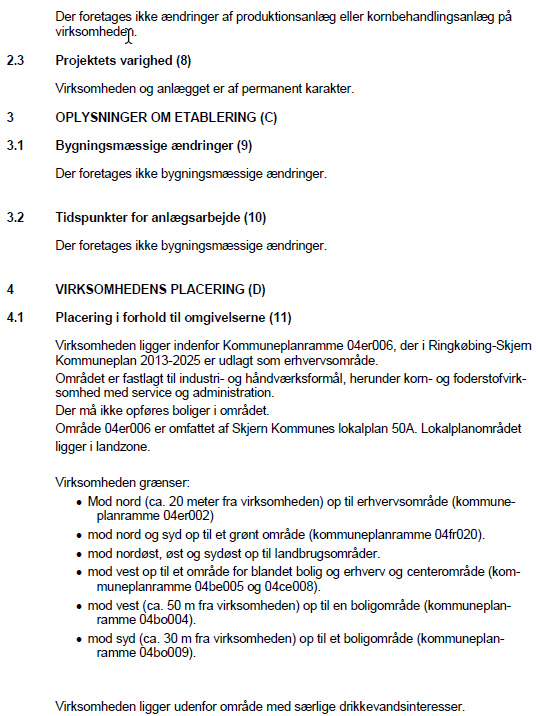 Der foretages ikke ændringer af produktionsanlæg eller kornbehandlingsanlæg på
virksomheden.
2.3 Projektets varighed (8)
Virksomheden og anlægget er af permanent karakter.
3 OPLYSNINGER OM ETABLERING (C)
3.1 Bygningsmæssige ændringer (9)
Der foretages ikke bygningsmæssige ændringer.
3.2 Tidspunkter for anlægsarbejde (10)
Der foretages ikke bygningsmæssige ændringer.
4 VIRKSOMHEDENS PLACERING (D)
4.1 Placering i forhold til omgivelserne (11)
Virksomheden ligger indenfor Kommuneplanramme 04er006, der i Ringkøbing-Skjern
Kommuneplan 2013-2025 er udlagt som erhvervsområde.
Området er fastlagt til industri- og håndværksformål, herunder korn- og foderstofvirk-
somhed med service og administration.
Der må ikke opføres boliger i området.
Område 04er006 er omfattet af Skjern Kommunes lokalplan 50A. Lokalplanområdet
ligger i landzone.
Virksomheden grænser:
• Mod nord (ca. 20 meter fra virksomheden) op til erhvervsområde (kommune-
planramme 04er002)
• mod nord og syd op til et grønt område (kommuneplanramme 04fr020).
• mod nordøst, øst og sydøst op til landbrugsområder.
• mod vest op til et område for blandet bolig og erhverv og centerområde (kom-
muneplanramme 04be005 og 04ce008).
• mod vest (ca. 50 m fra virksomheden) op til en boligområde (kommuneplan-
ramme 04bo004).
• mod syd (ca. 30 m fra virksomheden) op til et boligområde (kommuneplan-
ramme 04bo009).
Virksomheden ligger udenfor område med særlige drikkevandsinteresser.